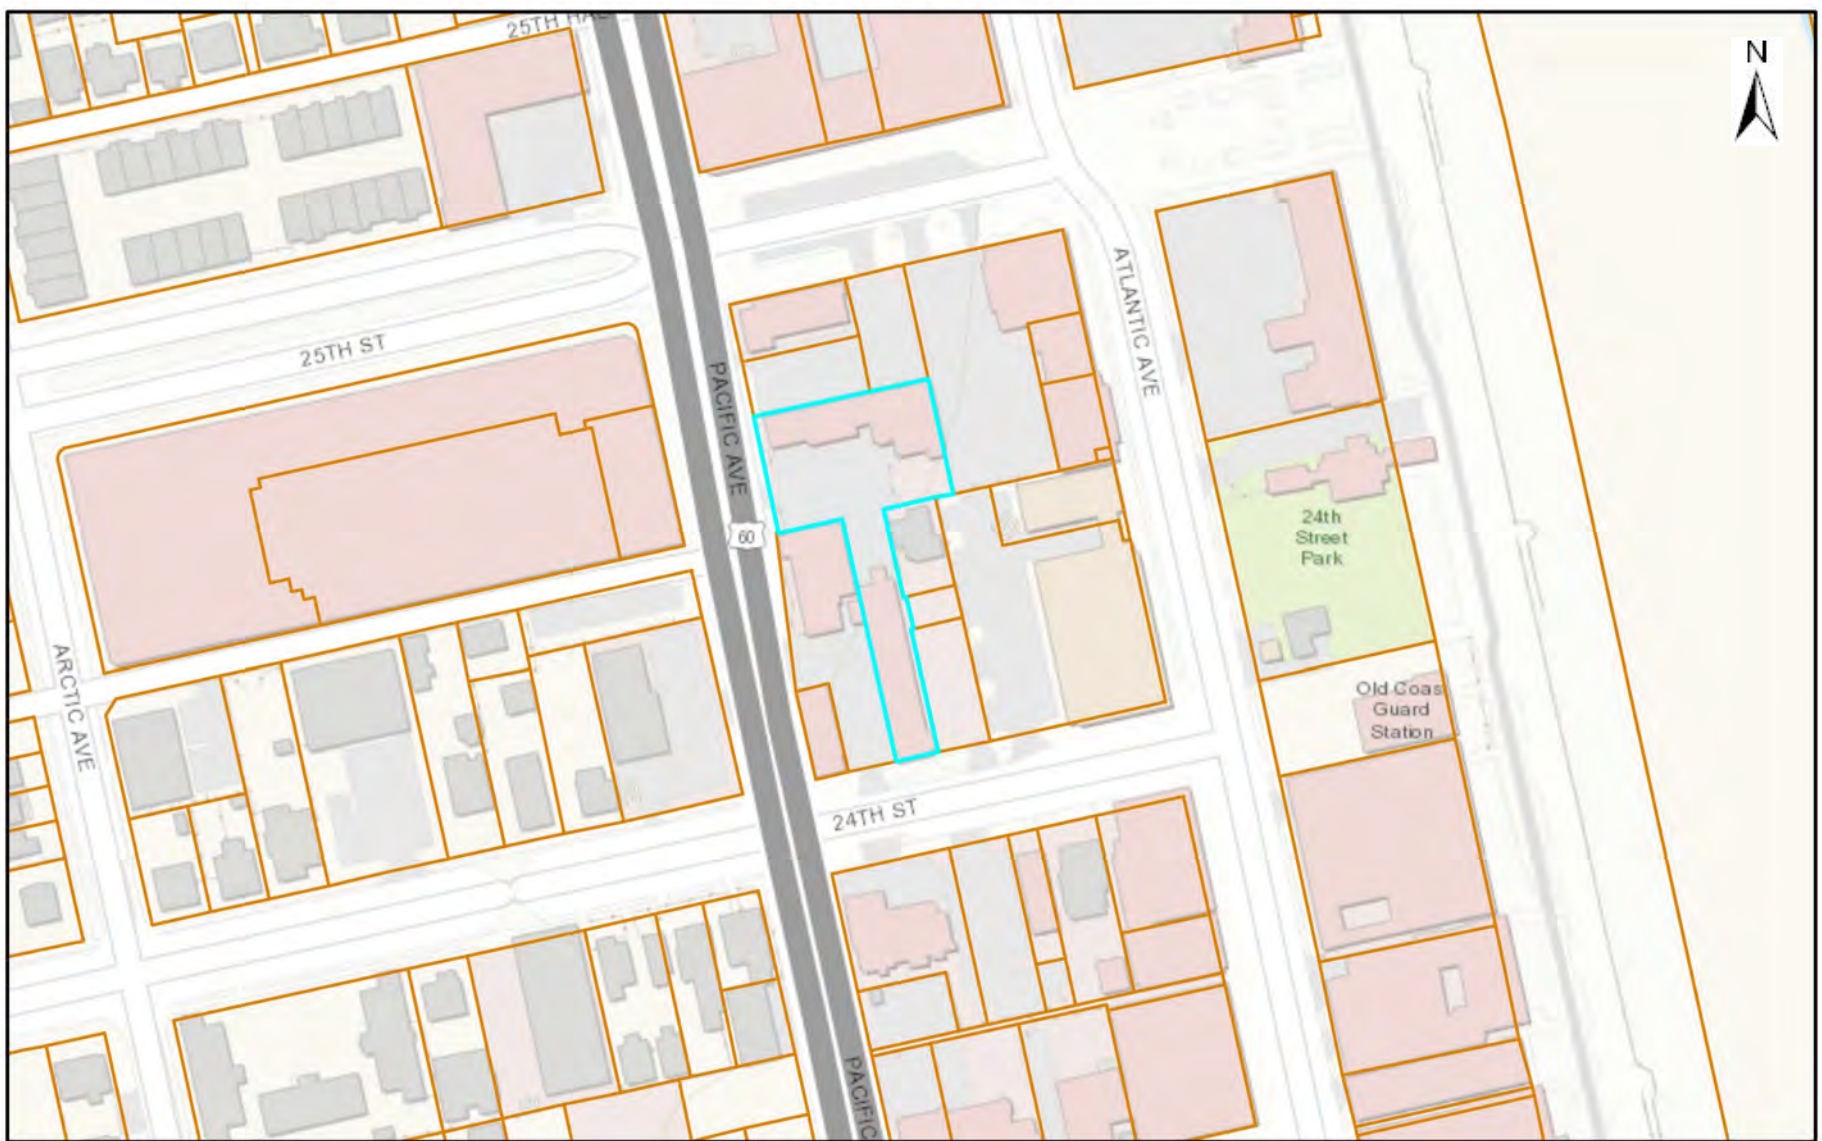 25TH HAL
N
25TH ST
ATLANTIC AVE
PACIFIC AVE
60
24th
Street
Park
ARCTIC AVE
Old Coas
Guard
Station
24TH ST
PACIFIC